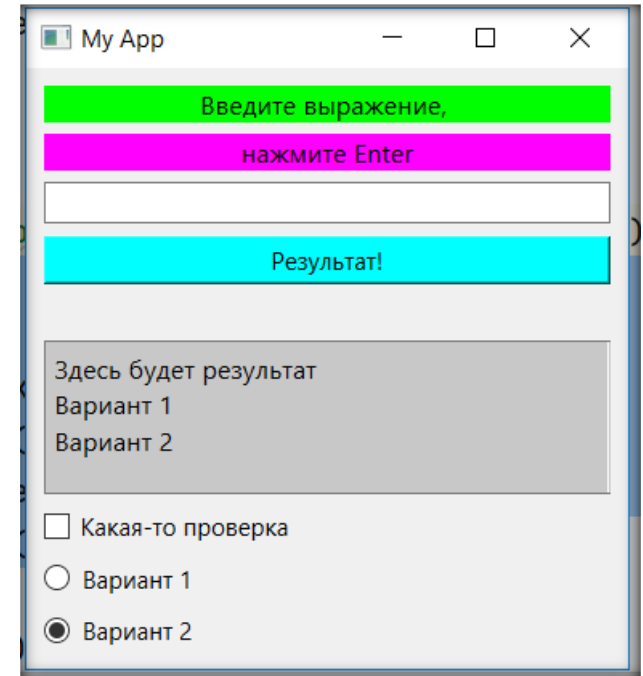 My App
Введите выражение,
нажмите Enter
Результат!
Здесь будет результат
Вариант 1
Вариант 2
Какая-то проверка
Вариант 1
Вариант 2